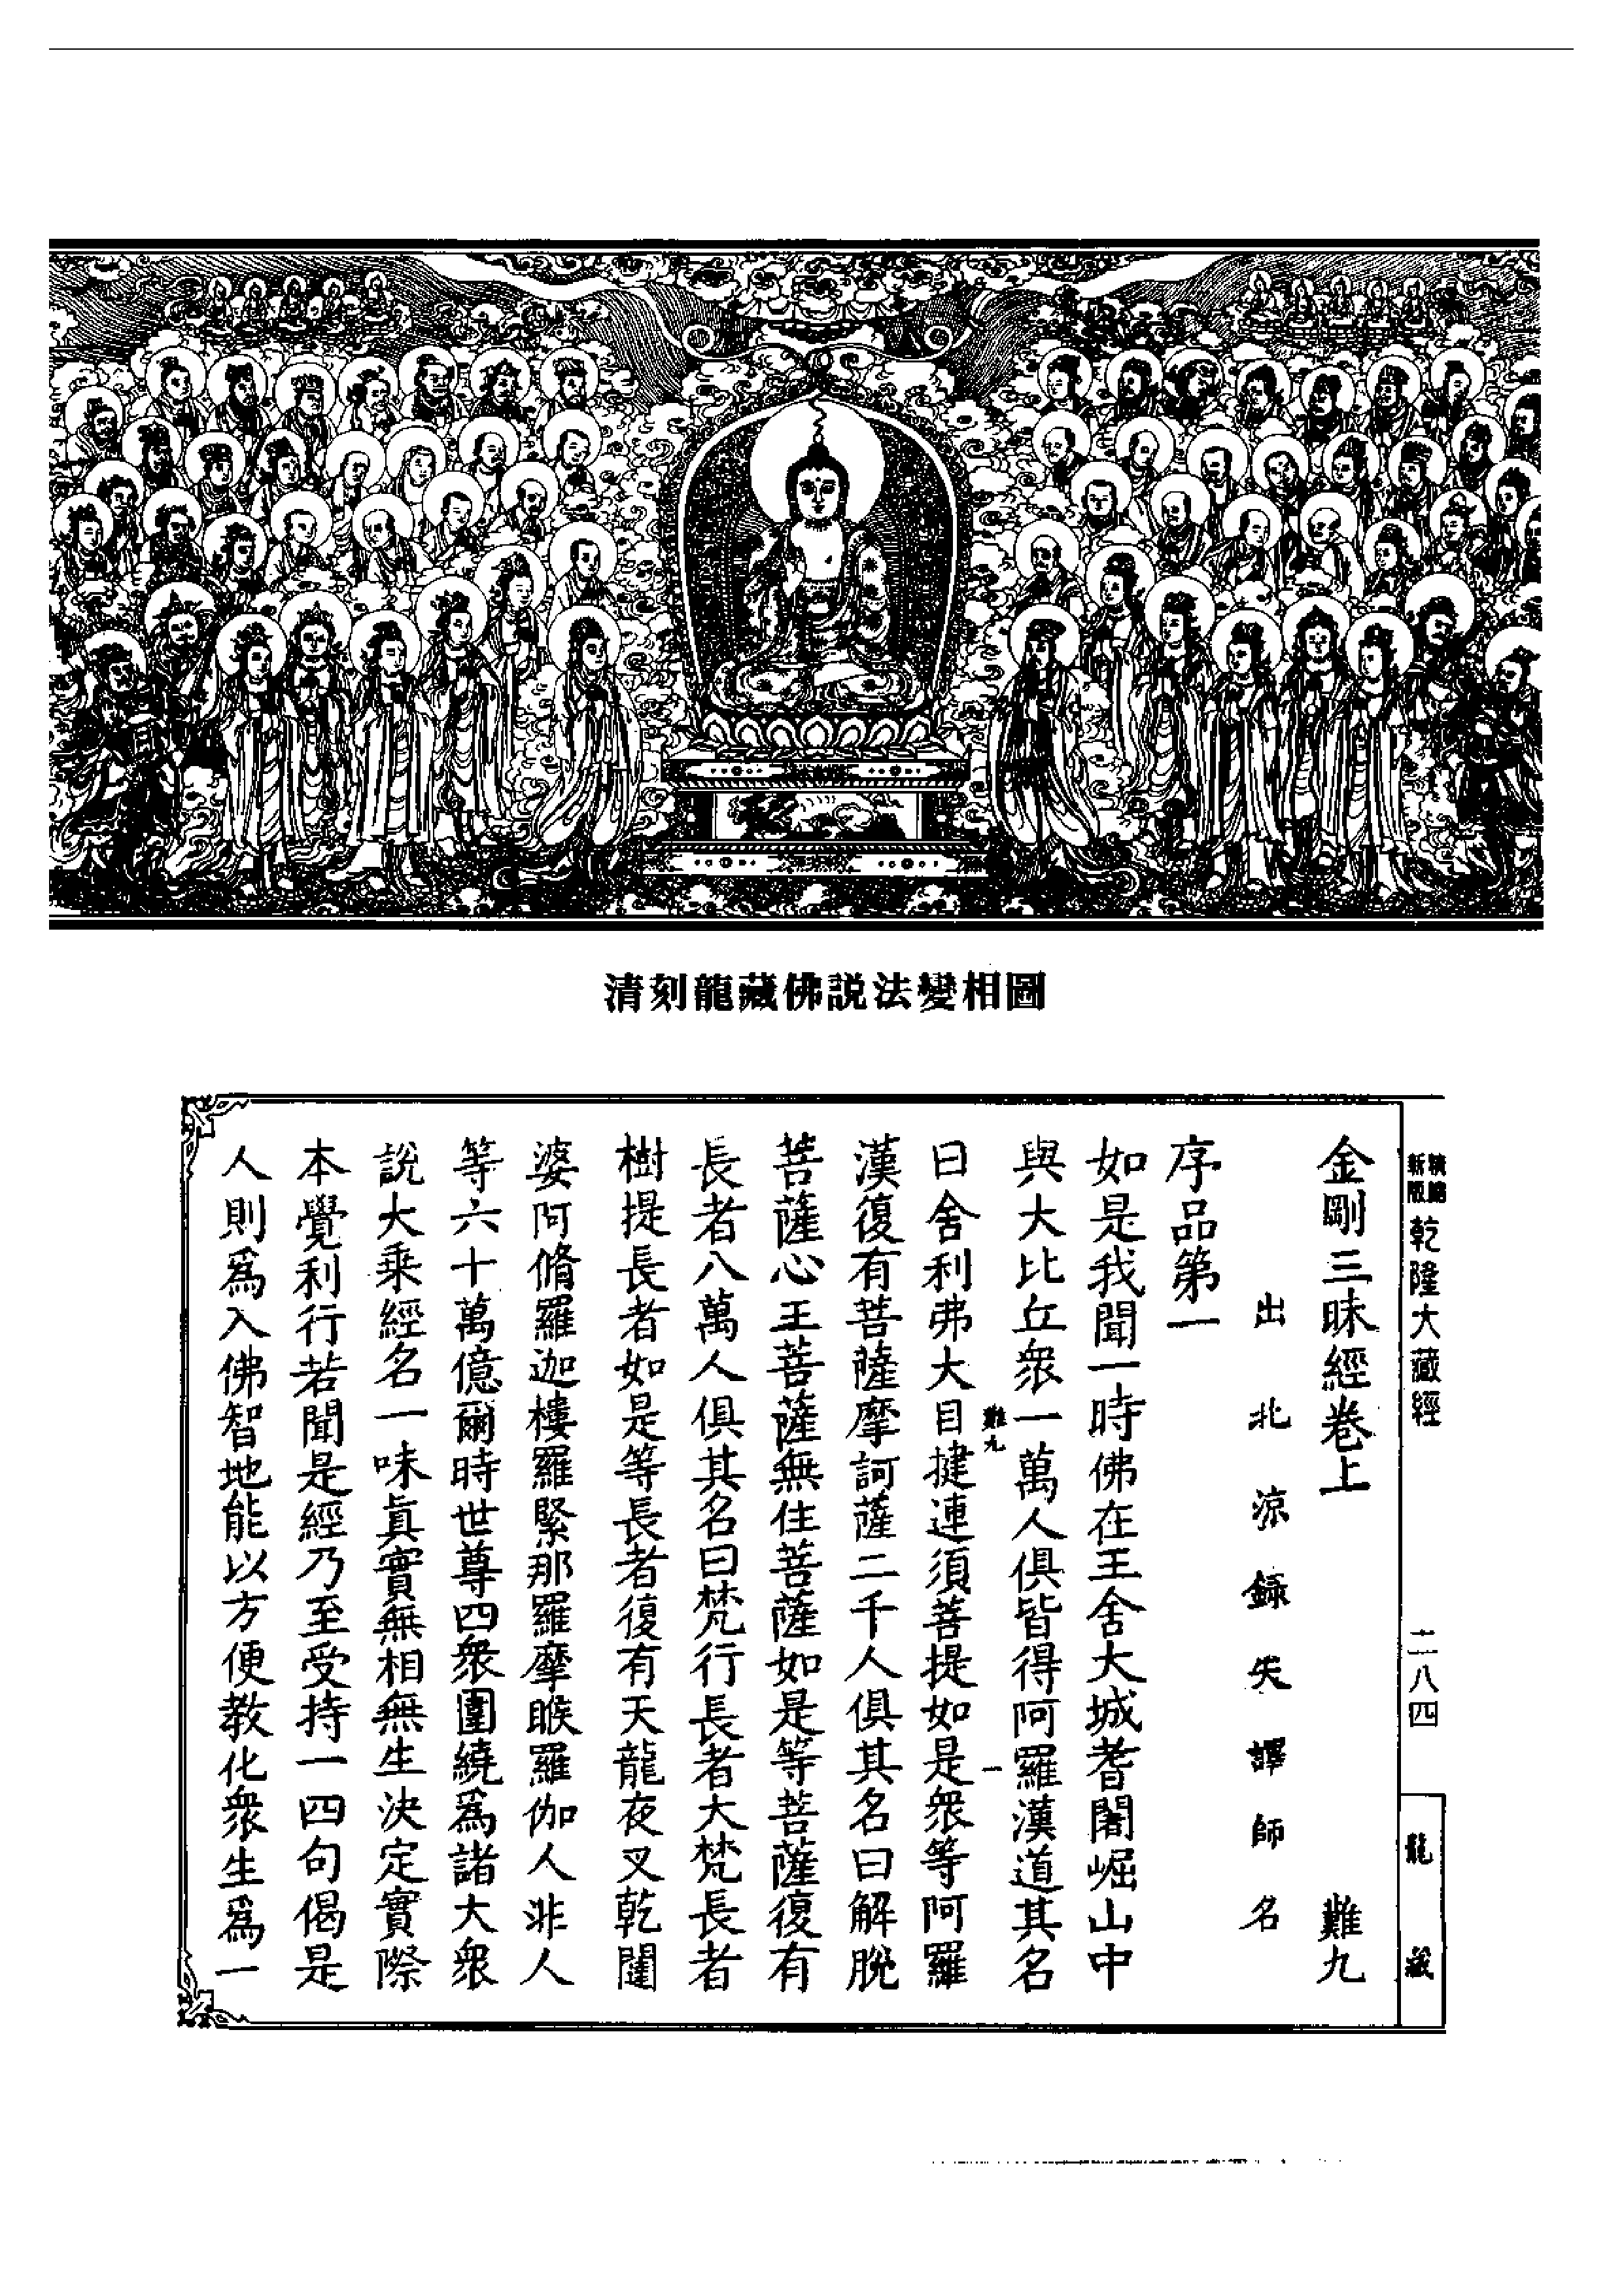 清刻龍藏佛説法變相圖
新版
乾隆大藏經
二八四
龍藏
金剛三昧經卷上 難九
出北涼錄失譯師名
序品第一
如是我聞一時佛在王舍大城耆闍崛山中
與大比丘衆一萬人俱皆得阿羅漢道其名
難九 一
曰舍利弗大目揵連須菩提如是衆等阿羅
漢復有菩薩摩訶薩二千人俱其名曰解脫
菩薩心王菩薩無住菩薩如是等菩薩復有
長者八萬人俱其名曰梵行長者大梵長者
樹提長者如是等長者復有天龍夜叉乾闥
婆阿脩羅迦樓羅緊那羅摩睺羅伽人非人
等六十萬億爾時世尊四衆圍繞爲諸大衆
說大乘經名一味眞實無相無生決定實際
本覺利行若聞是經乃至受持一四句偈是
人則爲入佛智地能以方便教化衆生爲一